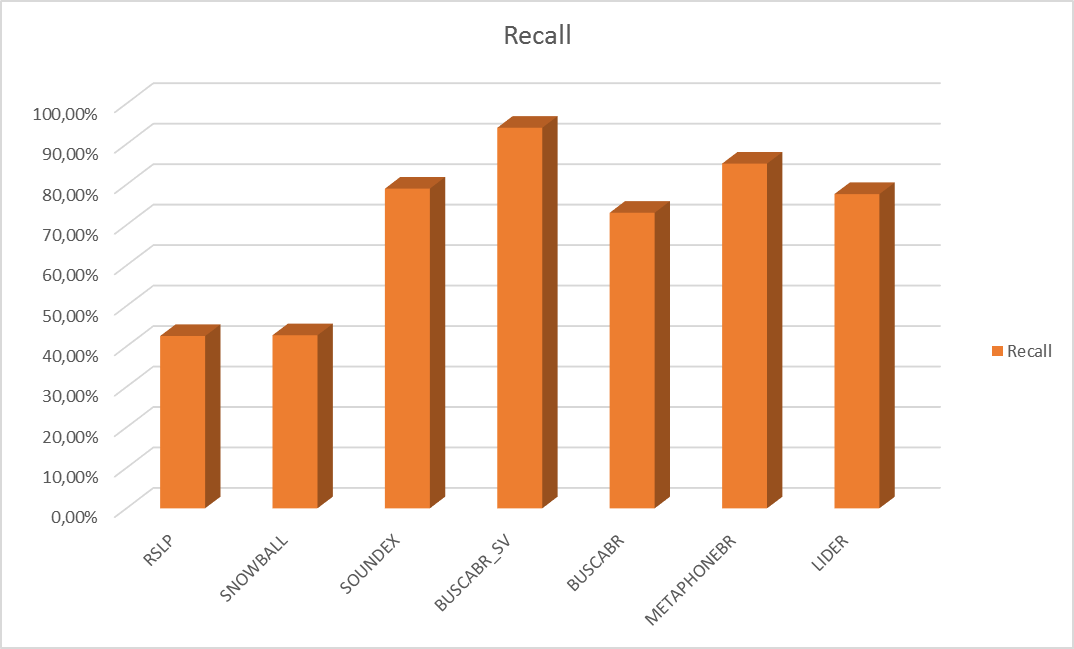 Recall
100,00%
90,00%
80,00%
70,00%
60,00%
50,00%
40,00%
30,00%
20,00%
10,00%
0,00%
RSLP
SNOWBALL
SOUNDEX
BUSCABR_SV
BUSCABR
METAPHONEBR
LIDER
Recall